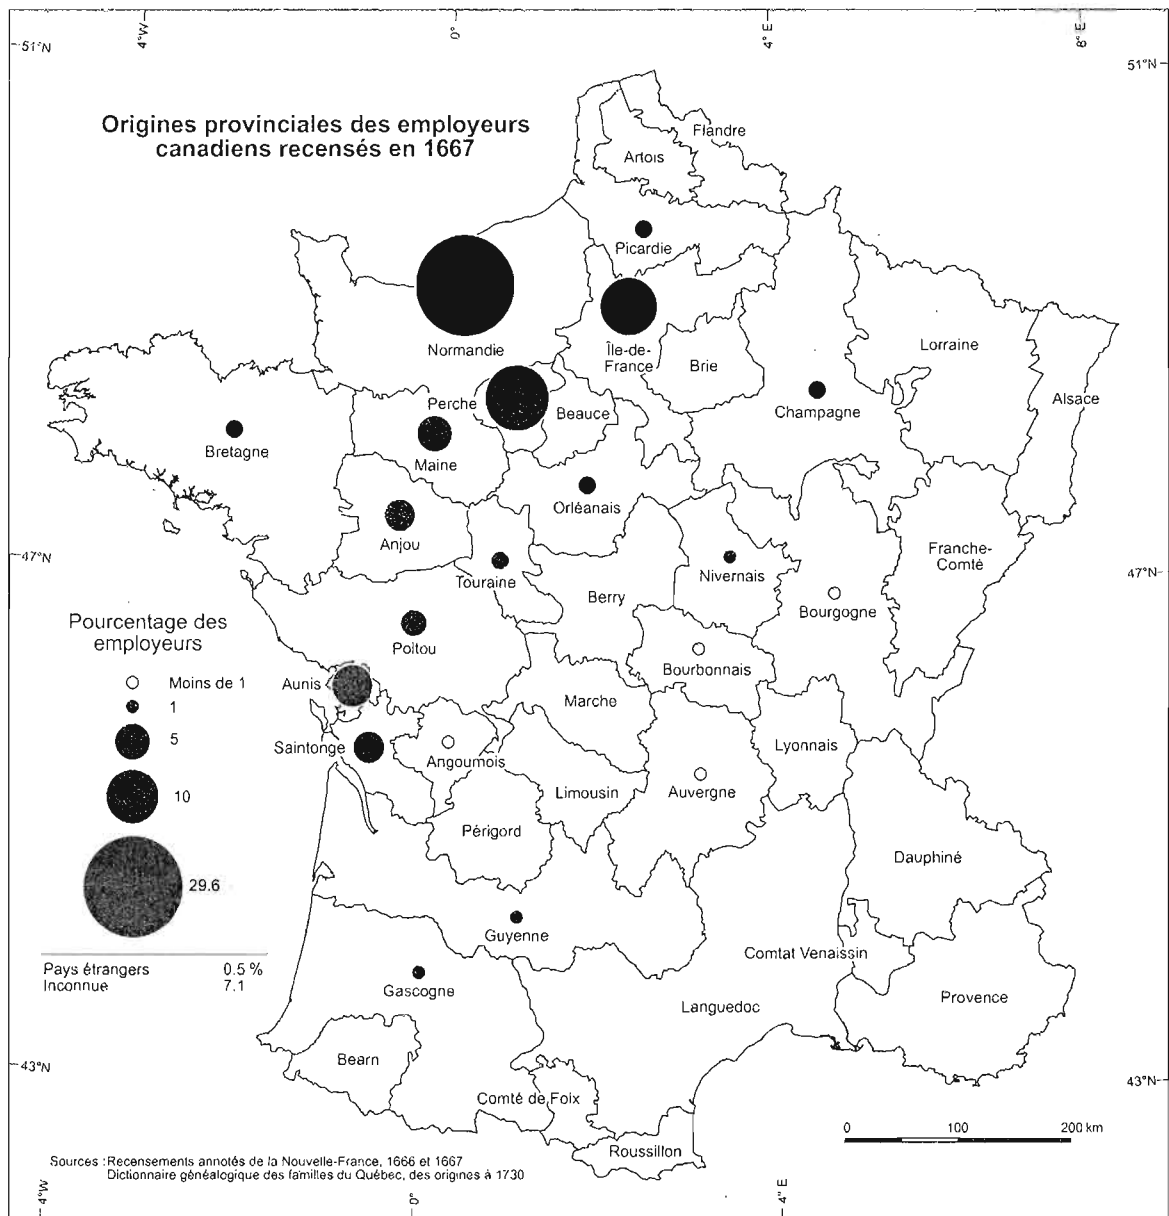 4°W
0°
4° E
8° E
51°N
51°N
Origines provinciales des employeurs
canadiens recensés en 1667
Flandre
Artois
Picardie
Normandie
Île-de-
France
Brie
Lorraine
Alsace
Champagne
Perche
Beauce
Bretagne
Maine
Orléanais
Anjou
Touraine
Nivernais
Franche-
Comté
47°N
47°N
Berry
Bourgogne
Pourcentage des
employeurs
Moins de 1
1
5
10
29.6
Poitou
Bourbonnais
Aunis
Marche
Saintonge
Angoumois
Lyonnais
Limousin
Auvergne
Périgord
Dauphiné
Guyenne
Comtat Venaissin
Pays étrangers 0.5 %
Inconnue 7.1
Gascogne
Languedoc
Provence
Bearn
43°N
43°N
Comté de Foix
Roussillon
0 100 200 km
Sources : Recensements annotés de la Nouvelle-France, 1666 et 1667
Dictionnaire généalogique des familles du Québec, des origines à 1730
4°W
0°
4° E